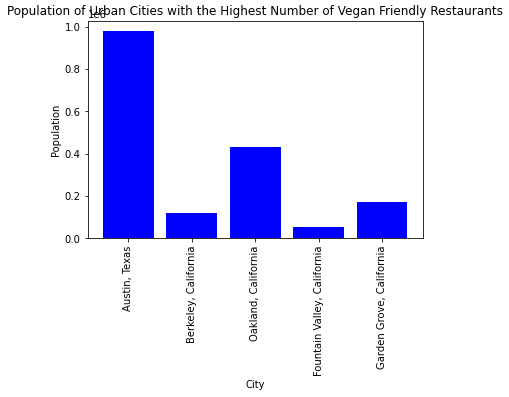 Population of Urban Cities with the Highest Number of Vegan Friendly Restaurants
1e6
1.0
0.8
0.6
0.4
0.2
0.0
Population
Austin, Texas
Berkeley, California
Oakland, California
Fountain Valley, California
Garden Grove, California
City